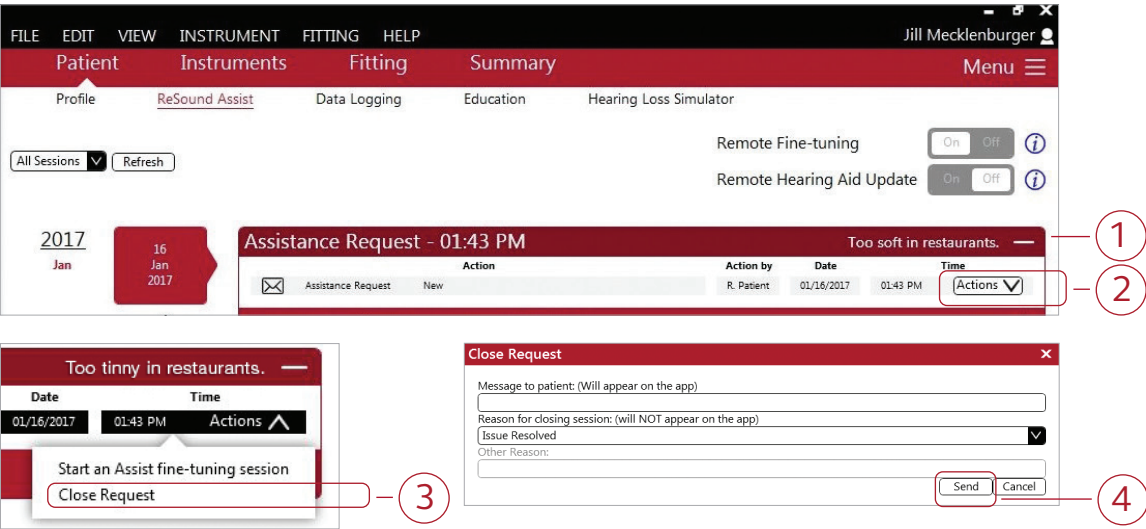 FILE EDIT VIEW INSTRUMENT FITTING HELP Jill Mecklenburger
Patient Instruments Fitting Summary Menu
Profile ReSound Assist Data Logging Education Hearing Loss Simulator
Remote Fine-tuning On Off i
All Sessions Refresh
Remote Hearing Aid Update On Off i
2017
Jan
16
Jan
2017
Assistance Request - 01:43 PM Too soft in restaurants. 1
Action Action by Date Time
Assistance Request New R. Patient 01/16/2017 01:43 PM Actions 2
Too tinny in restaurants.
Date Time
01/16/2017 01:43 PM Actions
Start an Assist fine-tuning session
Close Request 3
Close Request X
Message to patient: (Will appear on the app)
Reason for closing session: (will NOT appear on the app)
Issue Resolved
Other Reason:
Send Cancel 4